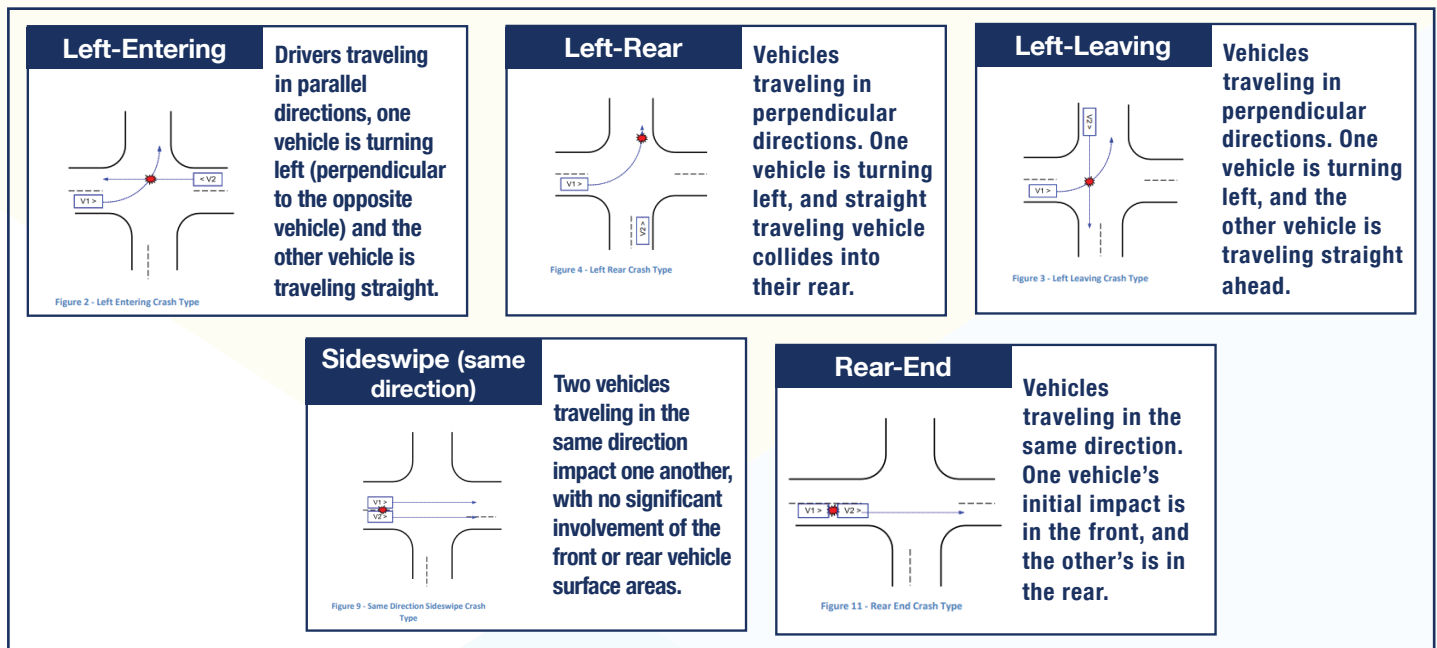 Left-Entering
Drivers traveling
in parallel
directions, one
vehicle is turning
left (perpendicular
to the opposite
vehicle) and the
other vehicle is
traveling straight.
< V2
V1 >
Figure 2 - Left Entering Crash Type
Left-Rear
Vehicles
traveling in
perpendicular
directions. One
vehicle is turning
left, and straight
traveling vehicle
collides into
their rear.
V1 >
V2 >
Figure 4 - Left Rear Crash Type
Left-Leaving
Vehicles
traveling in
perpendicular
directions. One
vehicle is turning
left, and the
other vehicle is
traveling straight
ahead.
V2 >
V1 >
Figure 3 - Left Leaving Crash Type
Sideswipe (same
direction)
Two vehicles
traveling in the
same direction
impact one another,
with no significant
involvement of the
front or rear vehicle
surface areas.
V1 >
V2 >
Figure 9 - Same Direction Sideswipe Crash
Type
Rear-End
Vehicles
traveling in the
same direction.
One vehicle's
initial impact is
in the front, and
the other's is in
the rear.
V1 > V2 >
Figure 11 - Rear End Crash Type